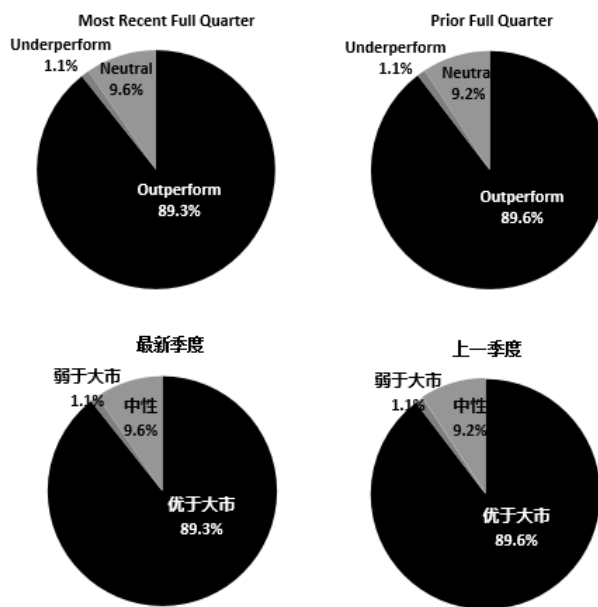 Most Recent Full Quarter
Underperform
1.1%
Neutral
9.6%
Outperform
89.3%
Prior Full Quarter
Underperform
1.1%
Neutra
9.2%
Outperform
89.6%
最新季度
弱于大市
1.1%
中性
9.6%
优于大市
89.3%
上一季度
弱于大市
1.1%
中性
9.2%
优于大市
89.6%